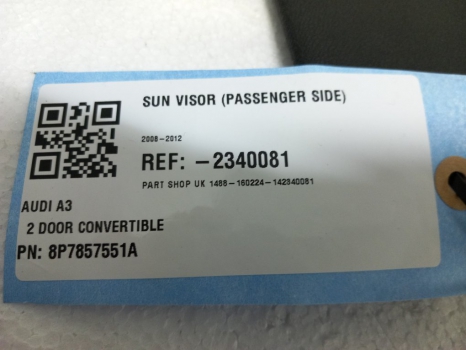 SUN VISOR (PASSENGER SIDE)
2008-2012
REF: -2340081
PART SHOP UK 1488-160224-142340081
AUDI A3
2 DOOR CONVERTIBLE
PN: 8P7857551A